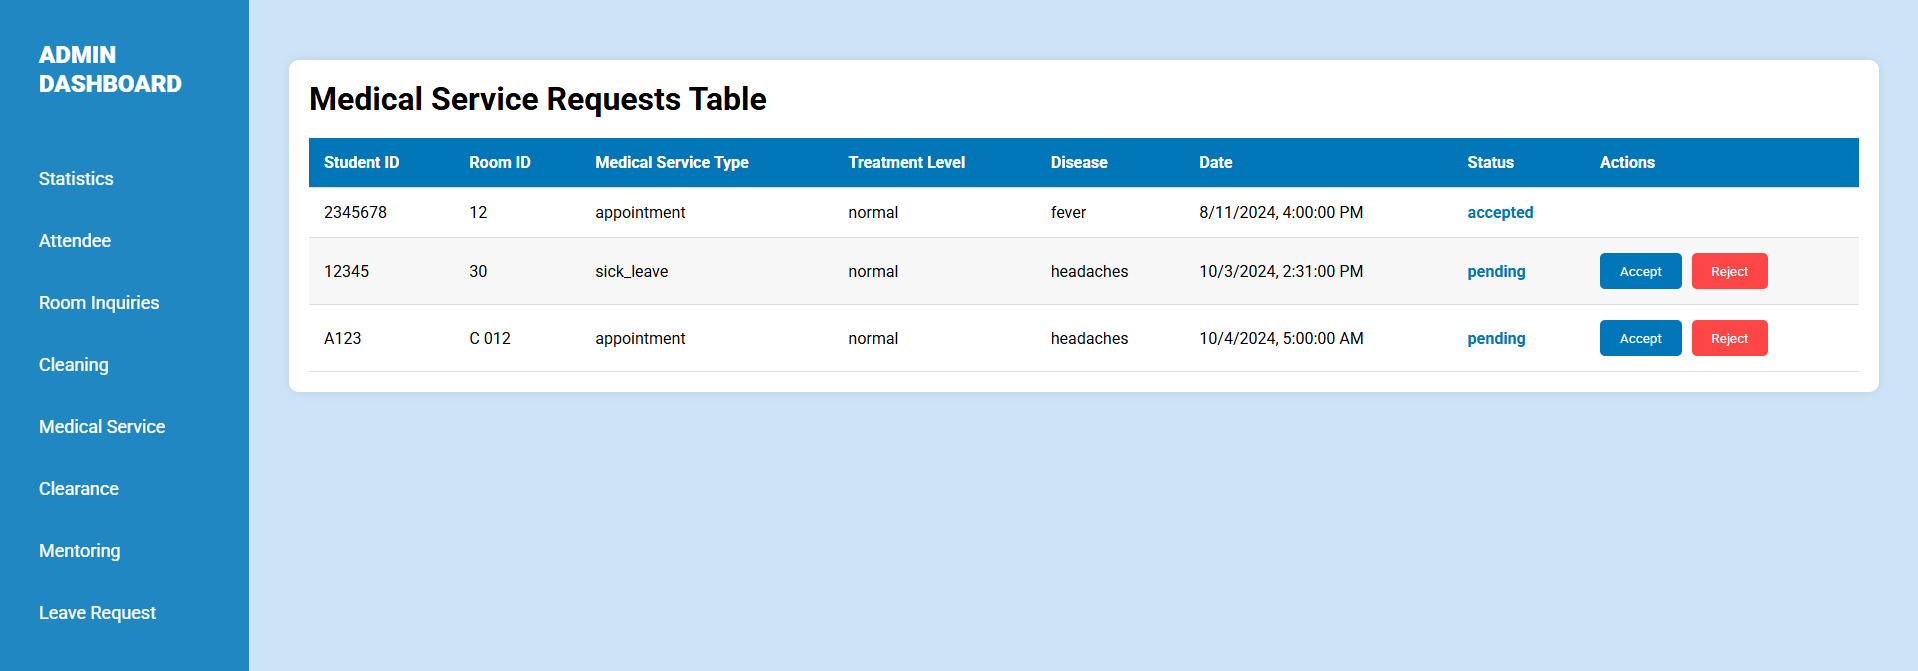 ADMIN
DASHBOARD
Statistics
Attendee
Room Inquiries
Cleaning
Medical Service
Clearance
Mentoring
Leave Request
Medical Service Requests Table
Student ID Room ID Medical Service Type Treatment Level Disease Date Status Actions
2345678 12 appointment normal fever 8/11/2024, 4:00:00 PM accepted
12345 30 sick_leave normal headaches 10/3/2024, 2:31:00 PM pending Accept Reject
A123 C 012 appointment normal headaches 10/4/2024, 5:00:00 AM pending Accept Reject